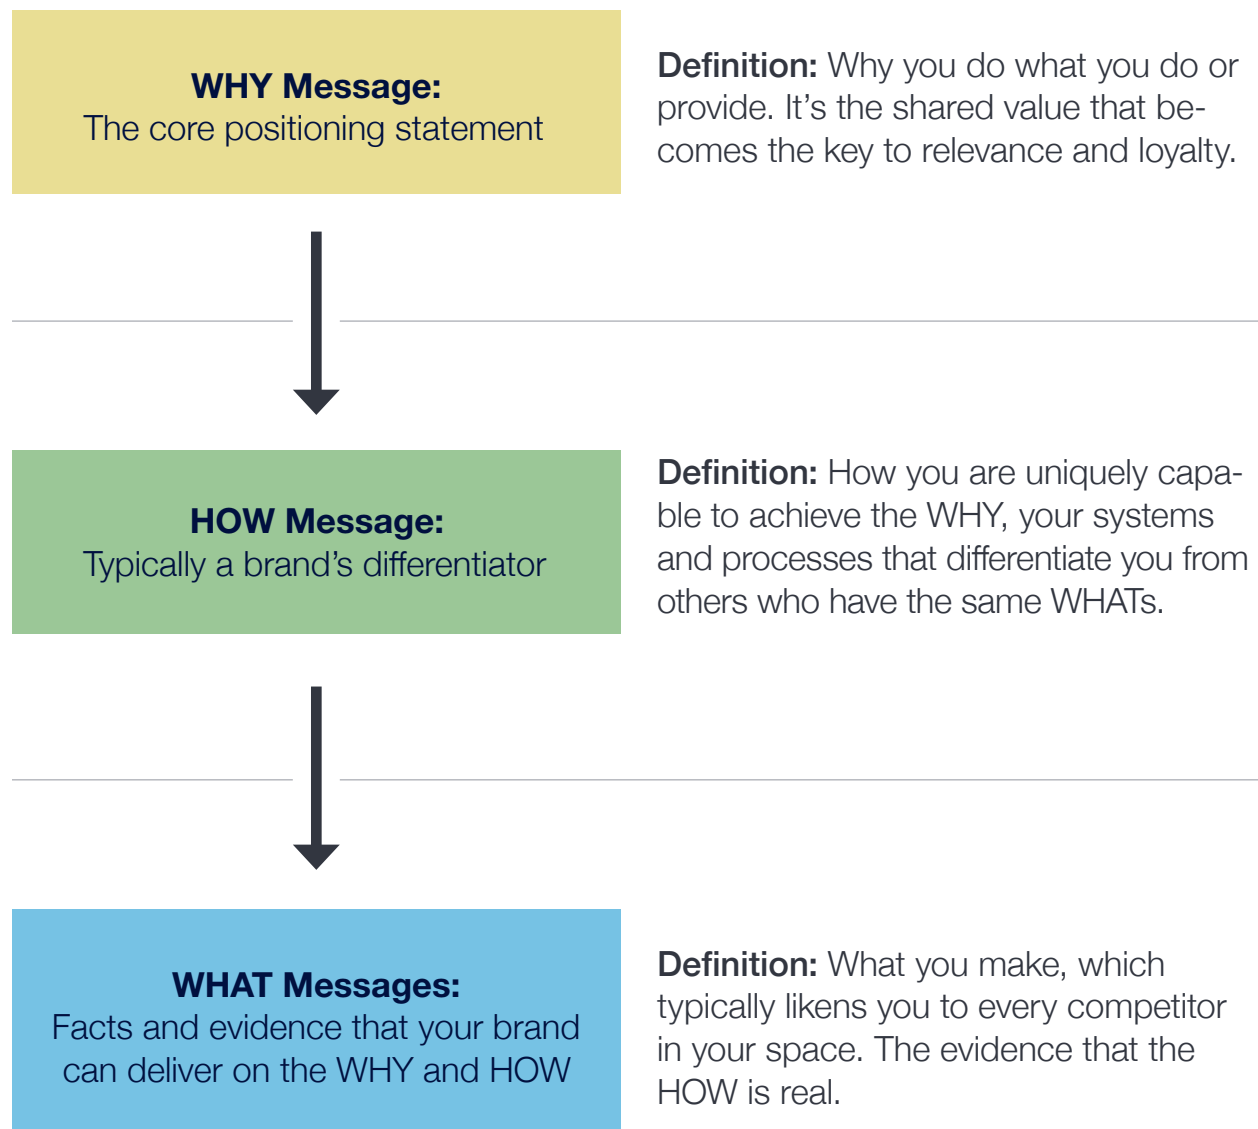 WHY Message:
The core positioning statement
Definition: Why you do what you do or
provide. It’s the shared value that be-
comes the key to relevance and loyalty.
HOW Message:
Typically a brand’s differentiator
Definition: How you are uniquely capa-
ble to achieve the WHY, your systems
and processes that differentiate you from
others who have the same WHATs.
WHAT Messages:
Facts and evidence that your brand
can deliver on the WHY and HOW
Definition: What you make, which
typically likens you to every competitor
in your space. The evidence that the
HOW is real.